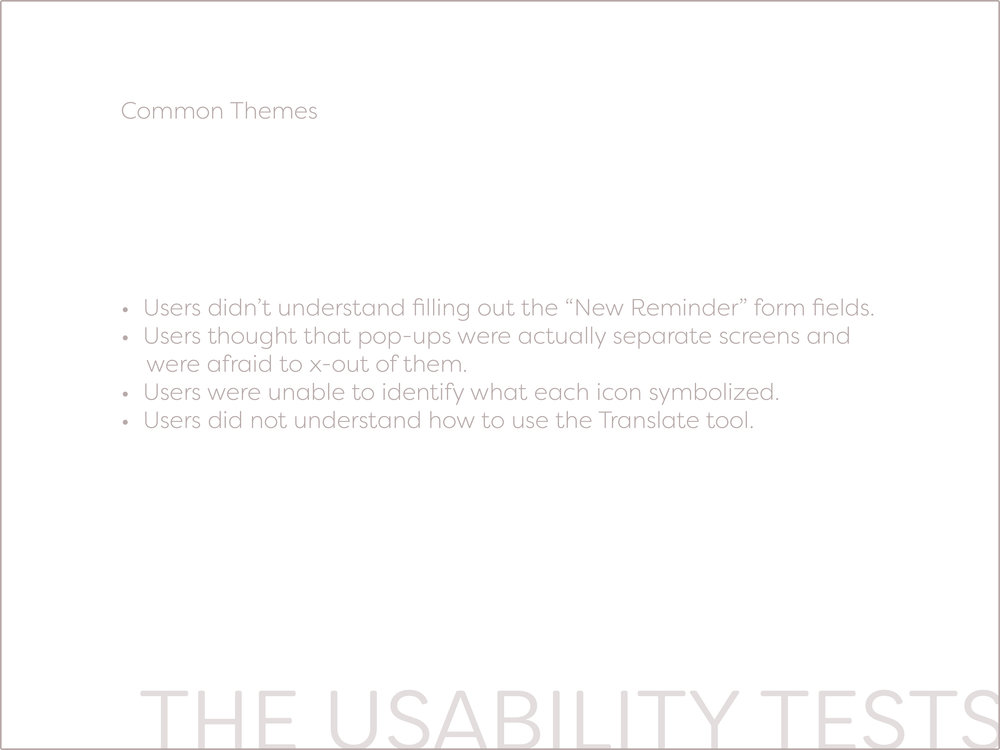 Common Themes
• Users didn’t understand filling out the “New Reminder” form fields.
• Users thought that pop-ups were actually separate screens and
were afraid to x-out of them.
• Users were unable to identify what each icon symbolized.
• Users did not understand how to use the Translate tool.
THE USABILITY TESTS